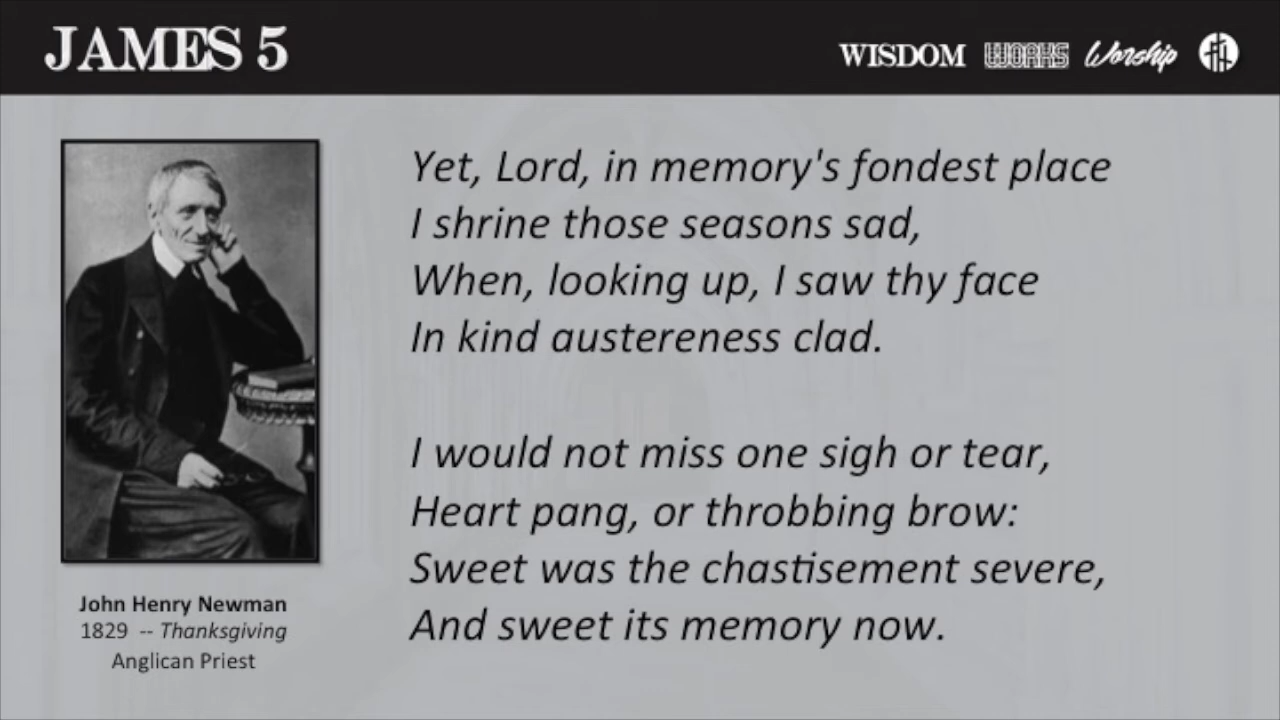 JAMES 5
WISDOM WORKS Worship
Yet, Lord, in memory's fondest place
I shrine those seasons sad,
When, looking up, I saw thy face
In kind austereness clad.
I would not miss one sigh or tear,
Heart pang, or throbbing brow:
Sweet was the chastisement severe,
And sweet its memory now.
John Henry Newman
1829 -- Thanksgiving
Anglican Priest